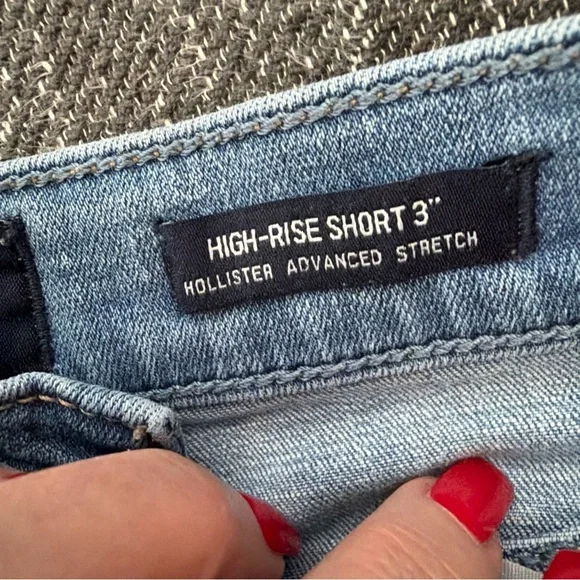 HIGH-RISE SHORT 3"
HOLLISTER ADVANCED STRETCH